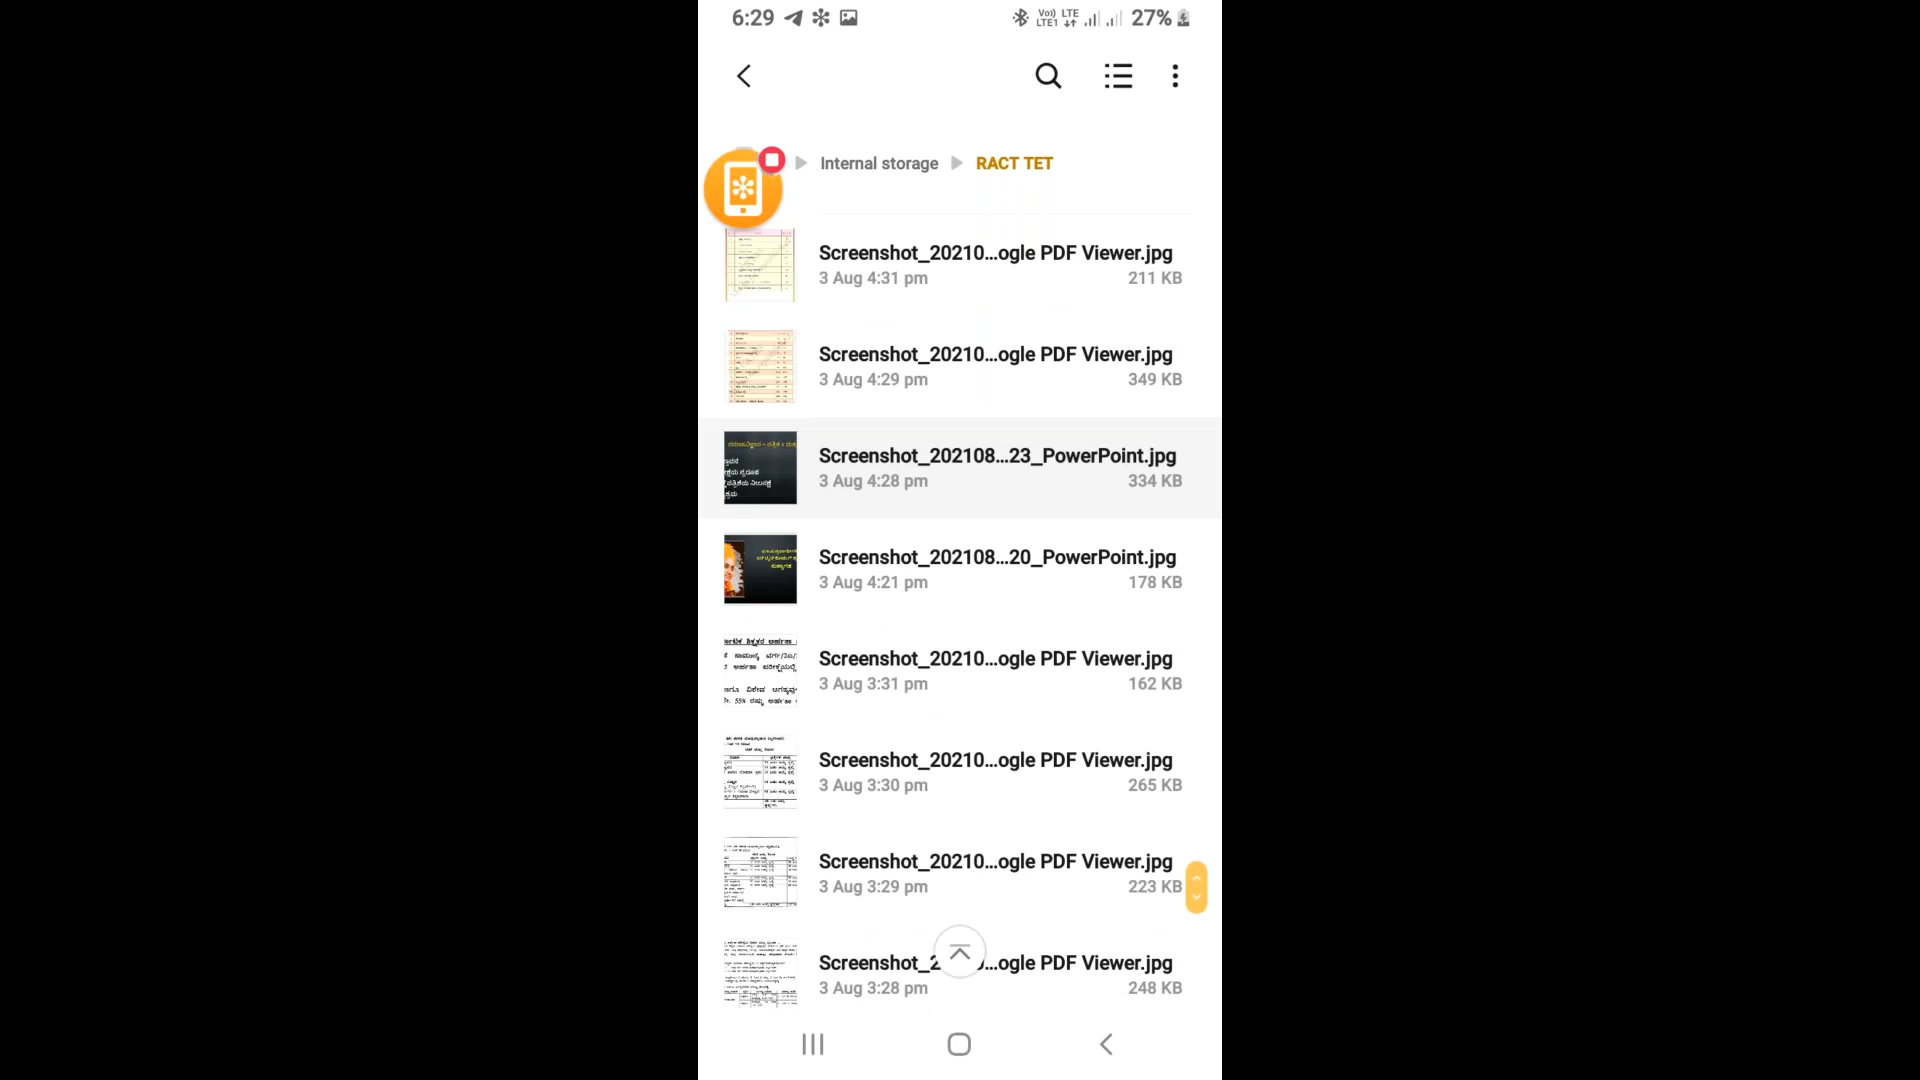 6:29
Vo) LTE
LTE1
27%
Internal storage
RACT TET
Screenshot_20210...ogle PDF Viewer.jpg
3 Aug 4:31 pm
211 KB
Screenshot_20210...ogle PDF Viewer.jpg
3 Aug 4:29 pm
349 KB
Screenshot_202108...23_PowerPoint.jpg
3 Aug 4:28 pm
334 KB
Screenshot_202108...20_PowerPoint.jpg
3 Aug 4:21 pm
178 KB
Screenshot_20210...ogle PDF Viewer.jpg
3 Aug 3:31 pm
162 KB
Screenshot_20210...ogle PDF Viewer.jpg
3 Aug 3:30 pm
265 KB
Screenshot_20210...ogle PDF Viewer.jpg
3 Aug 3:29 pm
223 KB
...ogle PDF Viewer.jpg
3 Aug 3:28 pm
248 KB